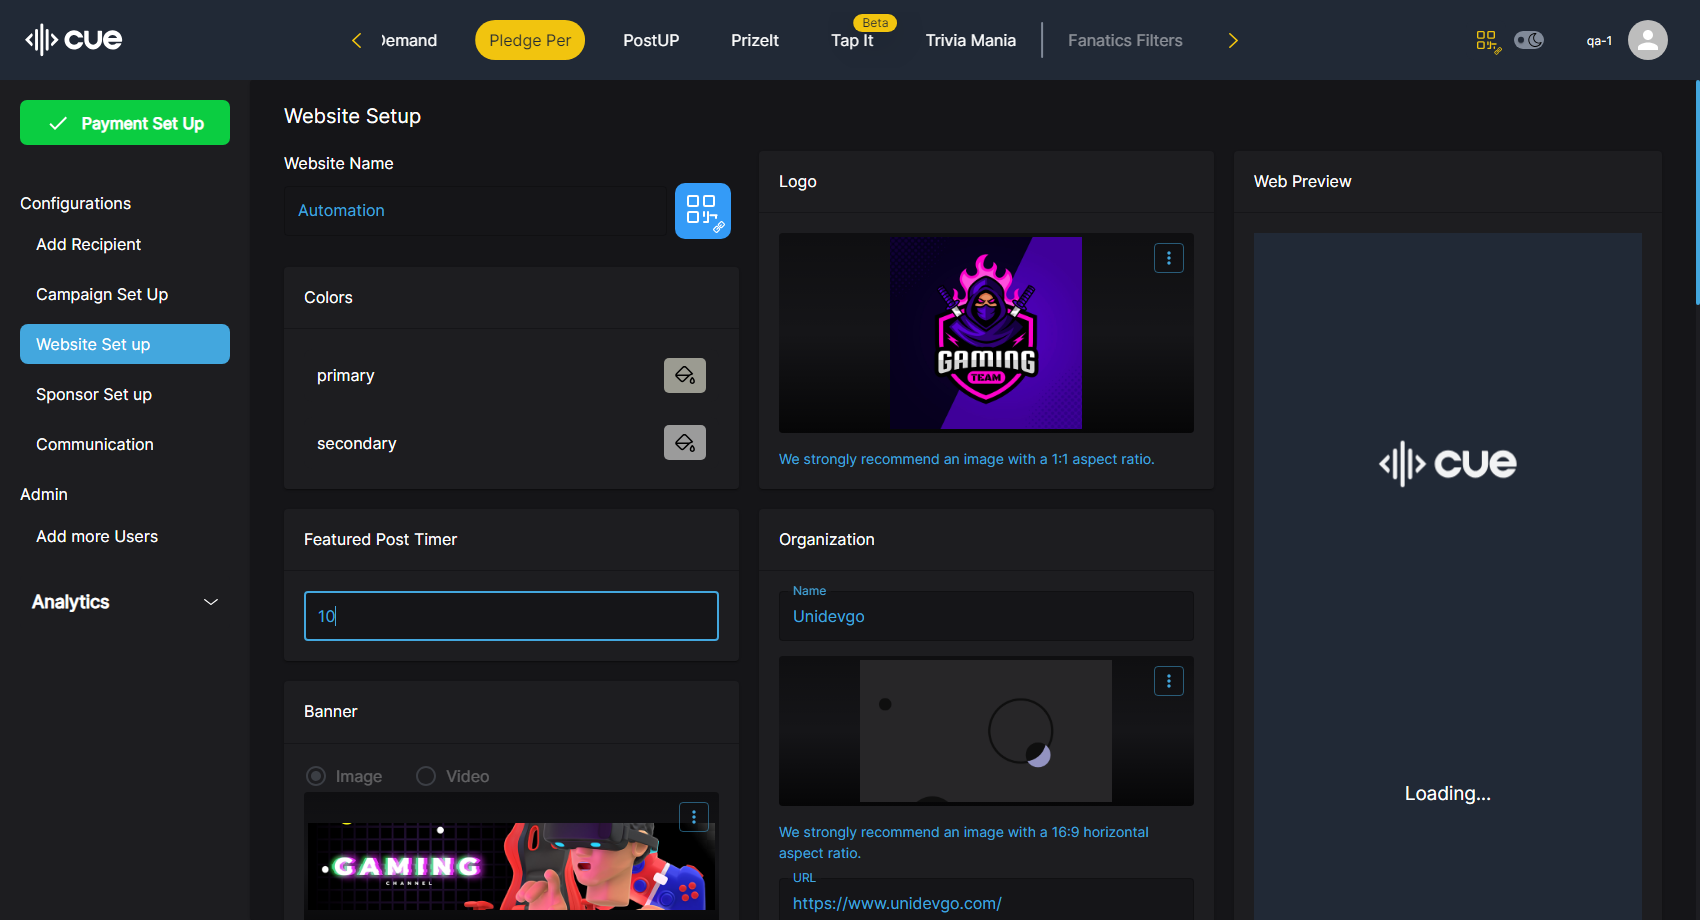 cue
Demand
Pledge Per
PostUP
PrizeIt
Beta
Tap It
Trivia Mania
Fanatics Filters
qa-1
Payment Set Up
Configurations
Add Recipient
Campaign Set Up
Website Set up
Sponsor Set up
Communication
Admin
Add more Users
Analytics
Website Setup
Website Name
Automation
Colors
primary
secondary
Featured Post Timer
10
Banner
Image
Video
GAMING
CHANNEL
Logo
GAMING
TEAM
We strongly recommend an image with a 1:1 aspect ratio.
Organization
Name
Unidevgo
We strongly recommend an image with a 16:9 horizontal
aspect ratio.
URL
https://www.unidevgo.com/
Web Preview
cue
Loading...